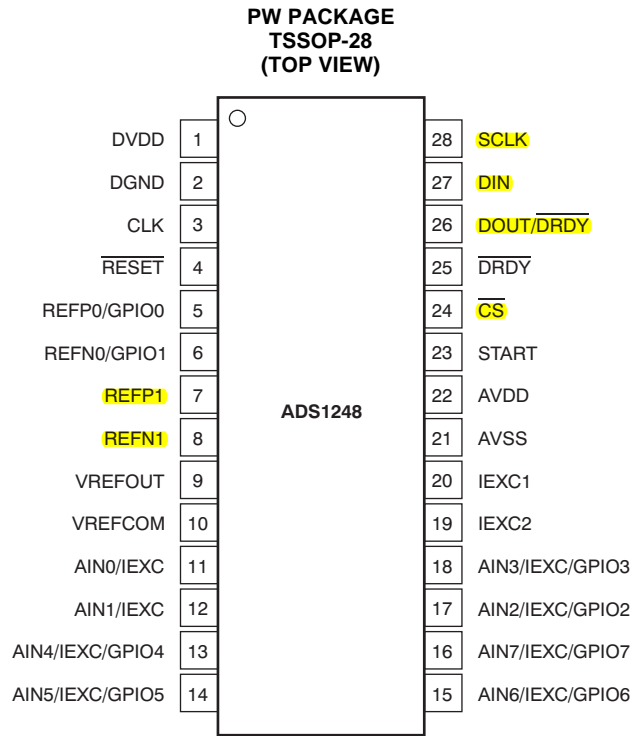 PW PACKAGE
TSSOP-28
(TOP VIEW)
DVDD 1
DGND 2
CLK 3
R̅E̅S̅E̅T̅ 4
REFP0/GPIO0 5
REFN0/GPIO1 6
REFP1 7
REFN1 8
VREFOUT 9
VREFCOM 10
AIN0/IEXC 11
AIN1/IEXC 12
AIN4/IEXC/GPIO4 13
AIN5/IEXC/GPIO5 14
ADS1248
28 SCLK
27 DIN
26 DOUT/D̅R̅D̅Y̅
25 D̅R̅D̅Y̅
24 C̅S̅
23 START
22 AVDD
21 AVSS
20 IEXC1
19 IEXC2
18 AIN3/IEXC/GPIO3
17 AIN2/IEXC/GPIO2
16 AIN7/IEXC/GPIO7
15 AIN6/IEXC/GPIO6